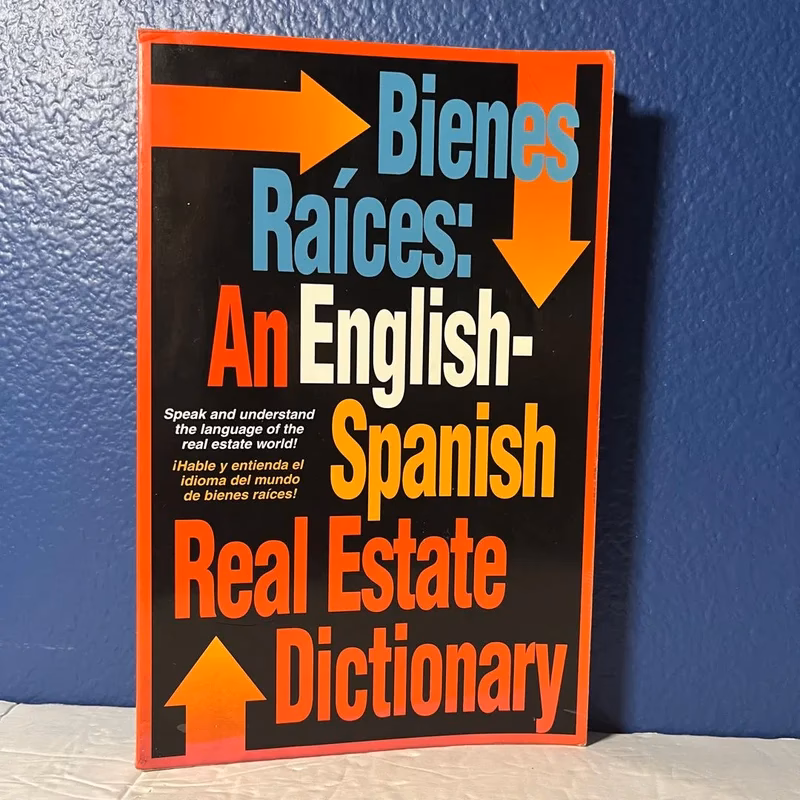 Bienes
Raíces:
An English-
Spanish
Speak and understand
the language of the
real estate world!
¡Hable y entienda el
idioma del mundo
de bienes raíces!
Real Estate
Dictionary